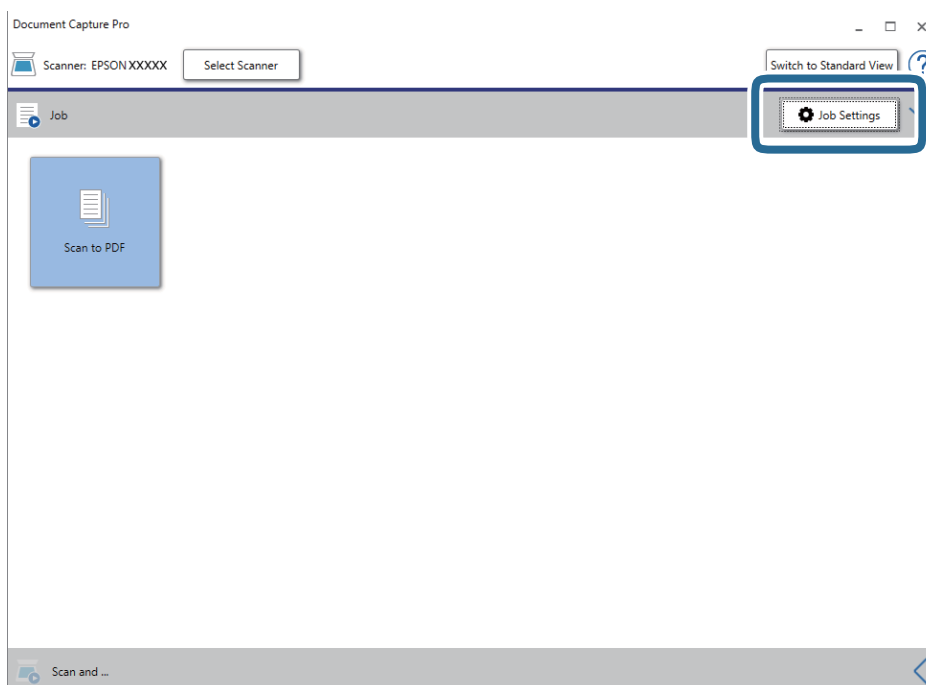 Document Capture Pro
Scanner: EPSON XXXXX
Select Scanner
Switch to Standard View
?
Job
Job Settings
Scan to PDF
Scan and ...